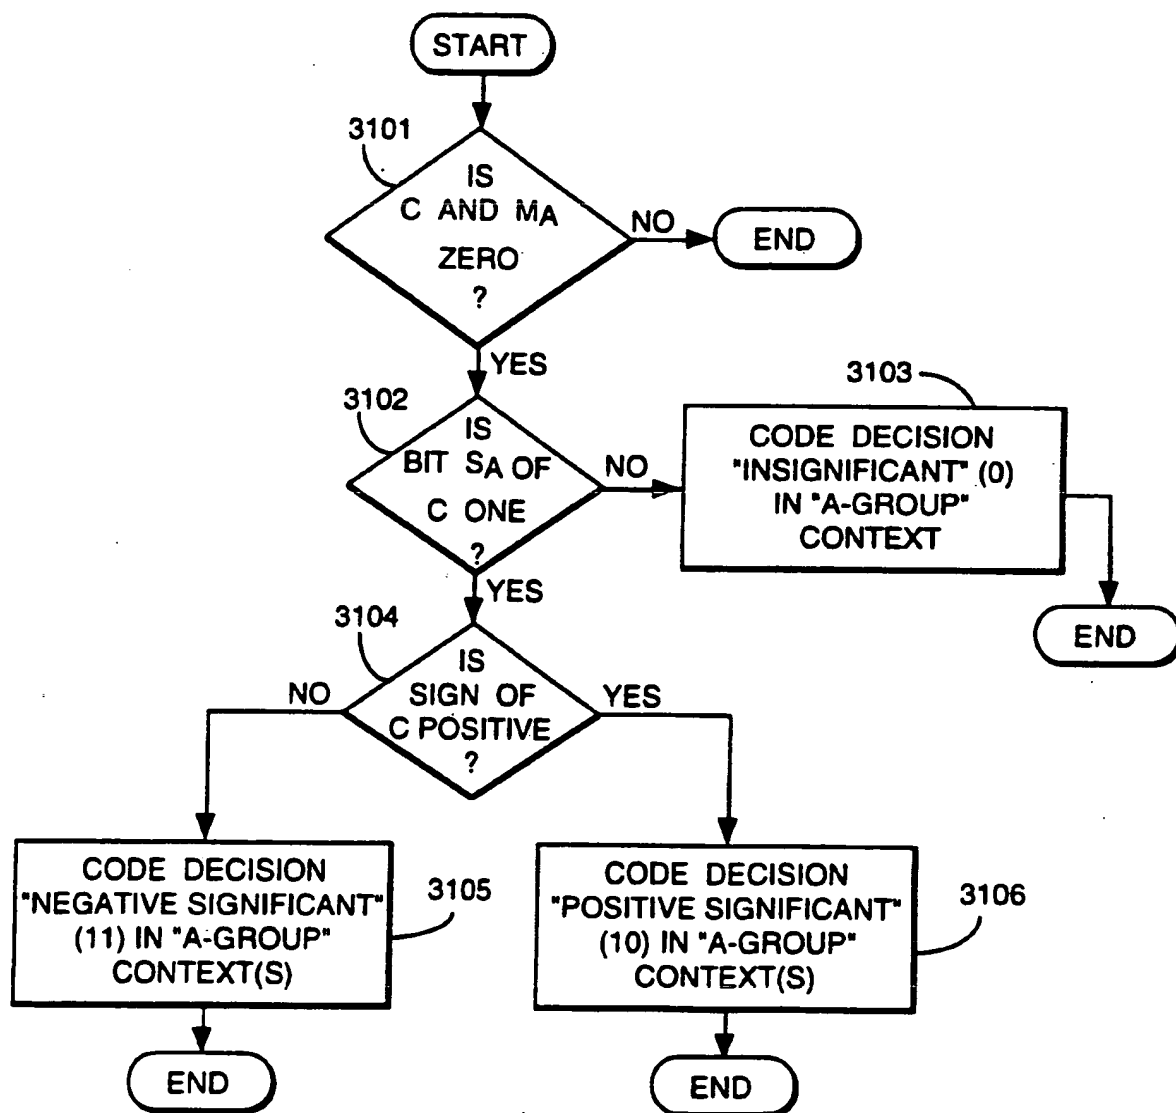 START
3101
IS
C AND MA
ZERO
?
NO
END
YES
3102
IS
BIT SA OF
C ONE
?
NO
3103
CODE DECISION
"INSIGNIFICANT" (0)
IN "A-GROUP"
CONTEXT
END
YES
3104
IS
SIGN OF
C POSITIVE
?
NO
YES
CODE DECISION
"NEGATIVE SIGNIFICANT"
(11) IN "A-GROUP"
CONTEXT(S)
3105
END
CODE DECISION
"POSITIVE SIGNIFICANT"
(10) IN "A-GROUP"
CONTEXT(S)
3106
END